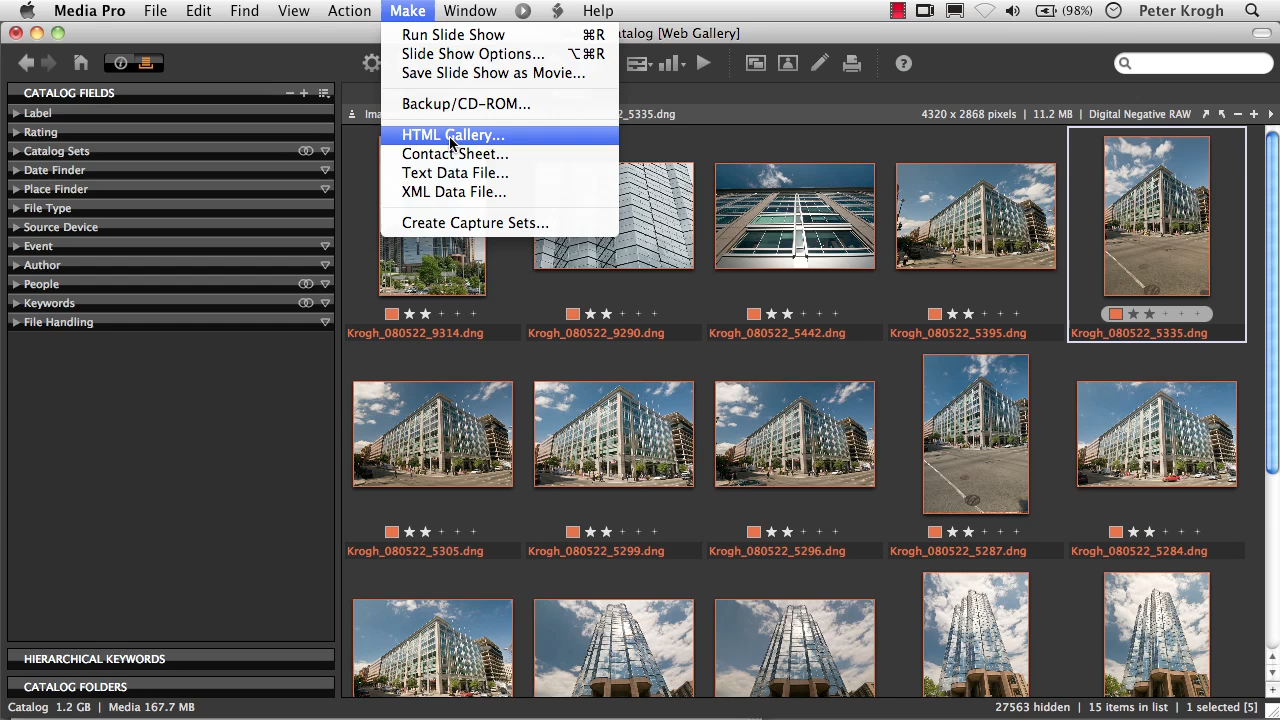 Media Pro File Edit Find View Action Make Window Help (98%) Peter Krogh
atalog [Web Gallery]
CATALOG FIELDS
Label
Rating
Catalog Sets
Date Finder
Place Finder
File Type
Source Device
Event
Author
People
Keywords
File Handling
HIERARCHICAL KEYWORDS
CATALOG FOLDERS
Run Slide Show ⌘R
Slide Show Options... ⌥⌘R
Save Slide Show as Movie...
Backup/CD-ROM...
HTML Gallery...
Contact Sheet...
Text Data File...
XML Data File...
Create Capture Sets...
Ima 2_5335.dng 4320 x 2868 pixels | 11.2 MB | Digital Negative RAW
Krogh_080522_9314.dng Krogh_080522_9290.dng Krogh_080522_5442.dng Krogh_080522_5395.dng Krogh_080522_5335.dng
Krogh_080522_5305.dng Krogh_080522_5299.dng Krogh_080522_5296.dng Krogh_080522_5287.dng Krogh_080522_5284.dng
Catalog 1.2 GB | Media 167.7 MB 27563 hidden | 15 items in list | 1 selected [5]